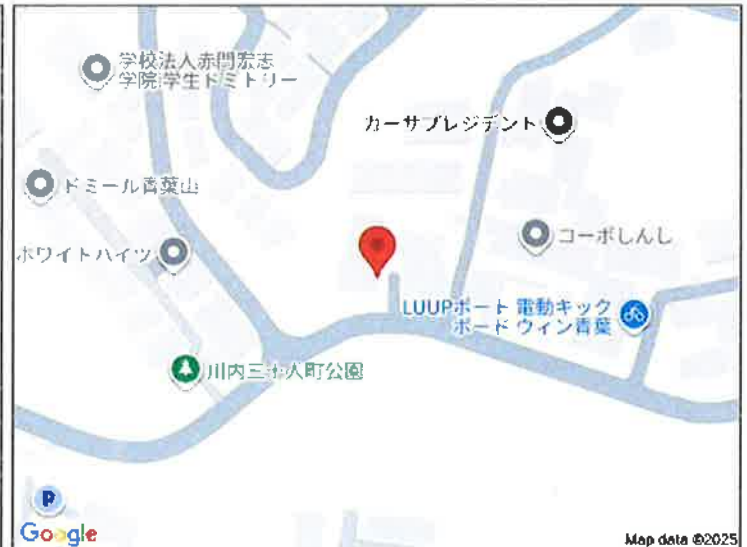 学校法人赤門宏志
学院 学生ドミトリー
カーサプレジデント
ドミール青葉山
コーポしんし
ホワイトハイツ
LUUPポート 電動キック
ボード ウィン青葉
川内三十人町公園
P
Google
Map data ©2025